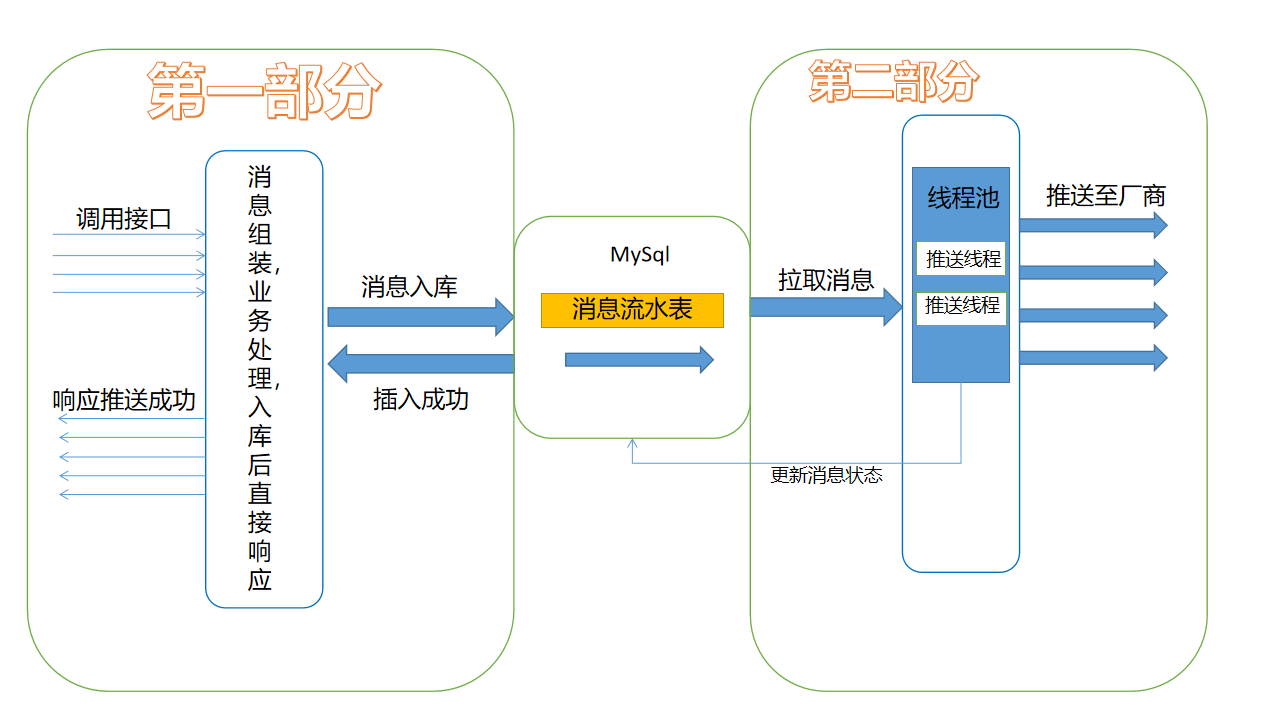 第一部分
调用接口
消息组装，业务处理，入库后直接响应
响应推送成功
消息入库
插入成功
MySql
消息流水表
第二部分
拉取消息
线程池
推送线程
推送线程
推送至厂商
更新消息状态